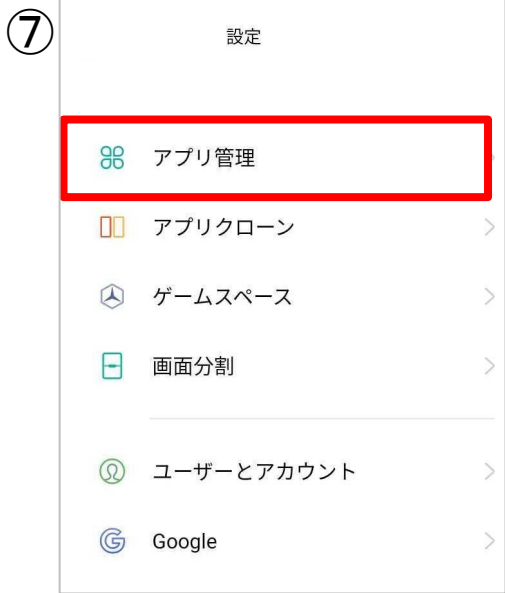 ⑦
設定
アプリ管理
アプリクローン
ゲームスペース
画面分割
ユーザーとアカウント
Google